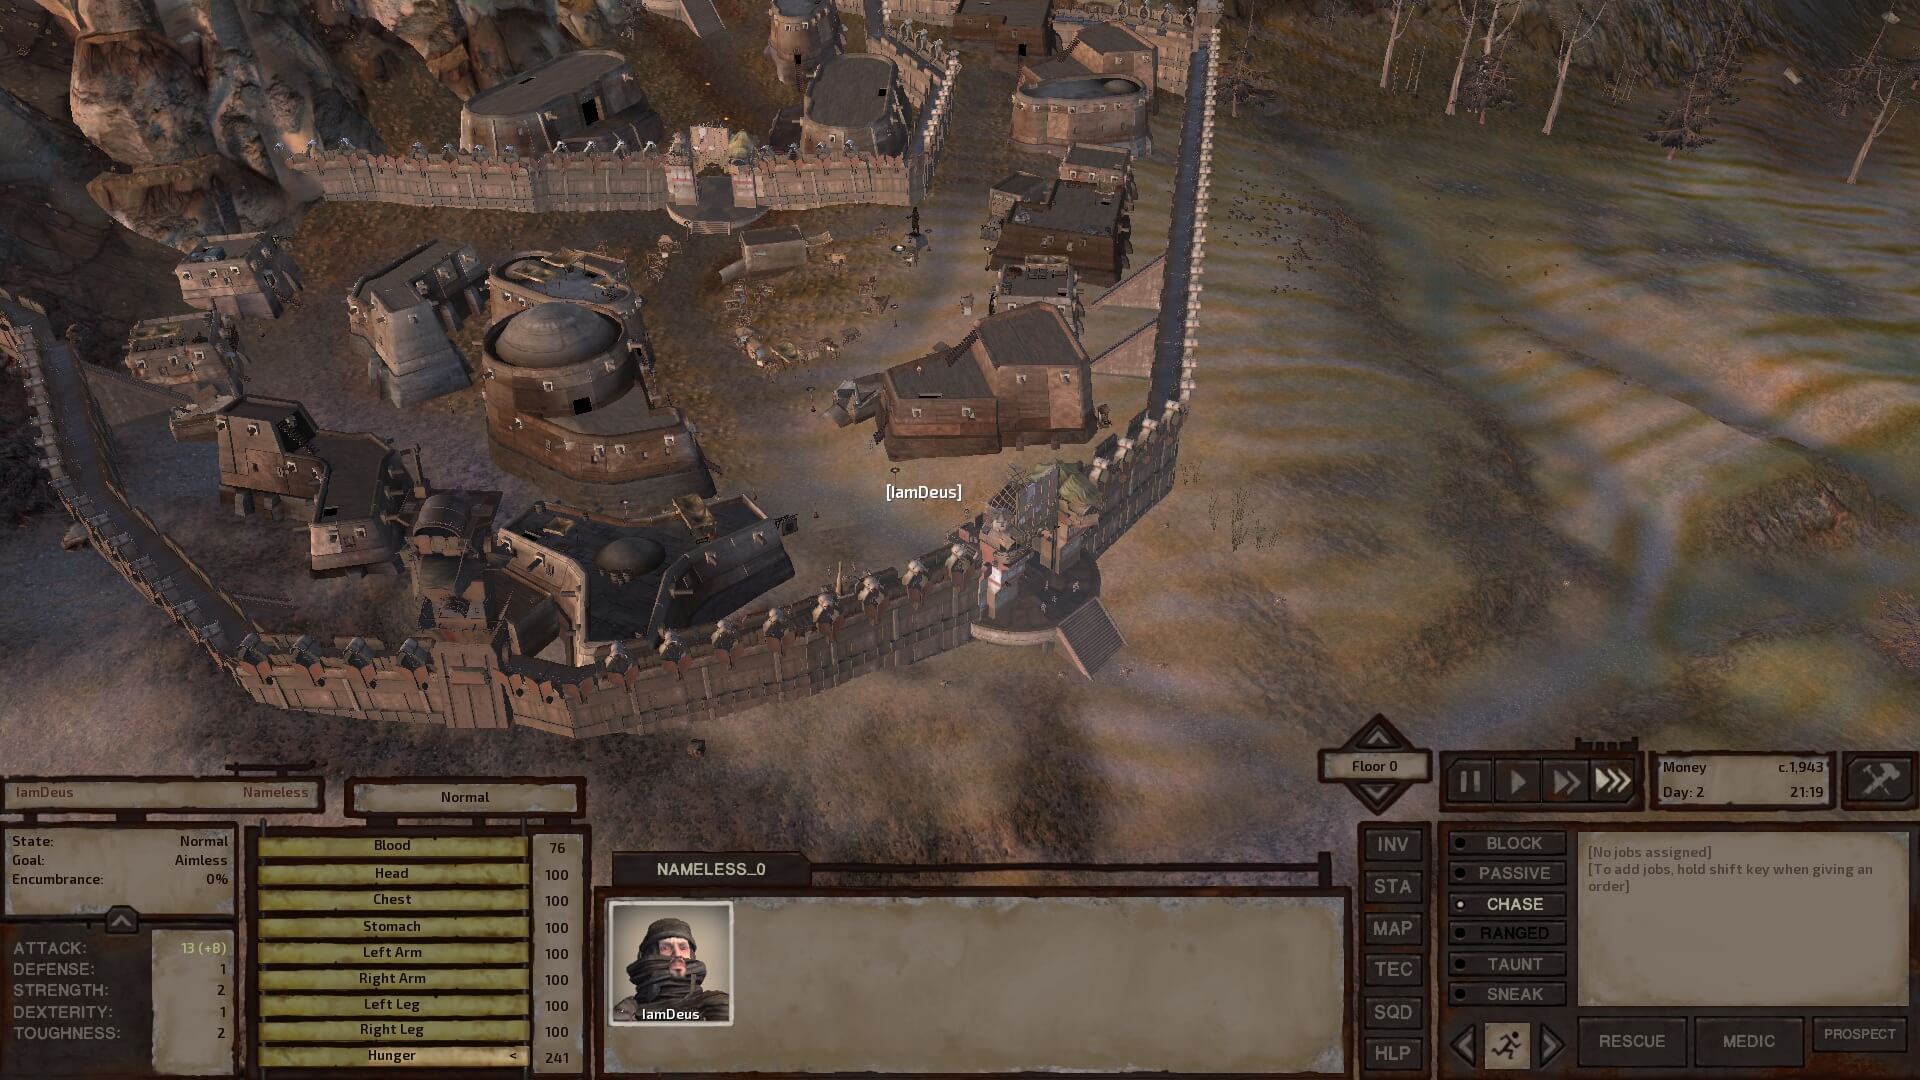 [IamDeus]
Floor 0
Money c.1,943
Day: 2 21:19
IamDeus Nameless
Normal
State: Normal
Goal: Aimless
Encumbrance: 0%
ATTACK: 13 (+8)
DEFENSE: 1
STRENGTH: 2
DEXTERITY: 1
TOUGHNESS: 2
Blood 76
Head 100
Chest 100
Stomach 100
Left Arm 100
Right Arm 100
Left Leg 100
Right Leg 100
Hunger < 241
NAMELESS_0
IamDeus
INV
STA
MAP
TEC
SQD
HLP
BLOCK
PASSIVE
CHASE
RANGED
TAUNT
SNEAK
[No jobs assigned]
[To add jobs, hold shift key when giving an
order]
RESCUE
MEDIC
PROSPECT